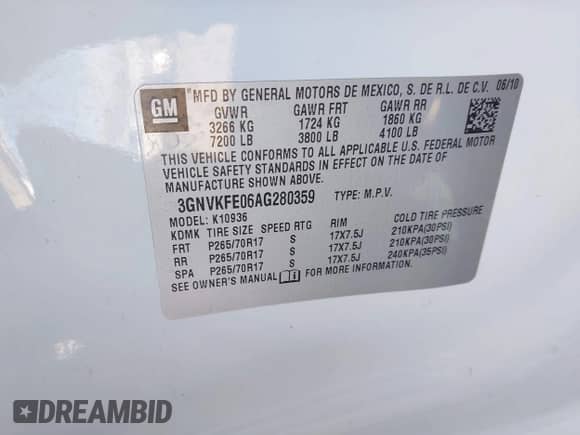 GM
MFD BY GENERAL MOTORS DE MEXICO, S. DE R.L. DE C.V. 06/10
GVWR GAWR FRT GAWR RR
3266 KG 1724 KG 1860 KG
7200 LB 3800 LB 4100 LB
THIS VEHICLE CONFORMS TO ALL APPLICABLE U.S. FEDERAL MOTOR
VEHICLE SAFETY STANDARDS IN EFFECT ON THE DATE OF
MANUFACTURE SHOWN ABOVE.
3GNVKFE06AG280359 TYPE: M.P.V.
MODEL: K10936
KDMK TIRE SIZE SPEED RTG RIM COLD TIRE PRESSURE
FRT P265/70R17 S 17X7.5J 210KPA(30PSI)
RR P265/70R17 S 17X7.5J 210KPA(30PSI)
SPA P265/70R17 S 17X7.5J 240KPA(35PSI)
SEE OWNER'S MANUAL FOR MORE INFORMATION.
DREAMBID